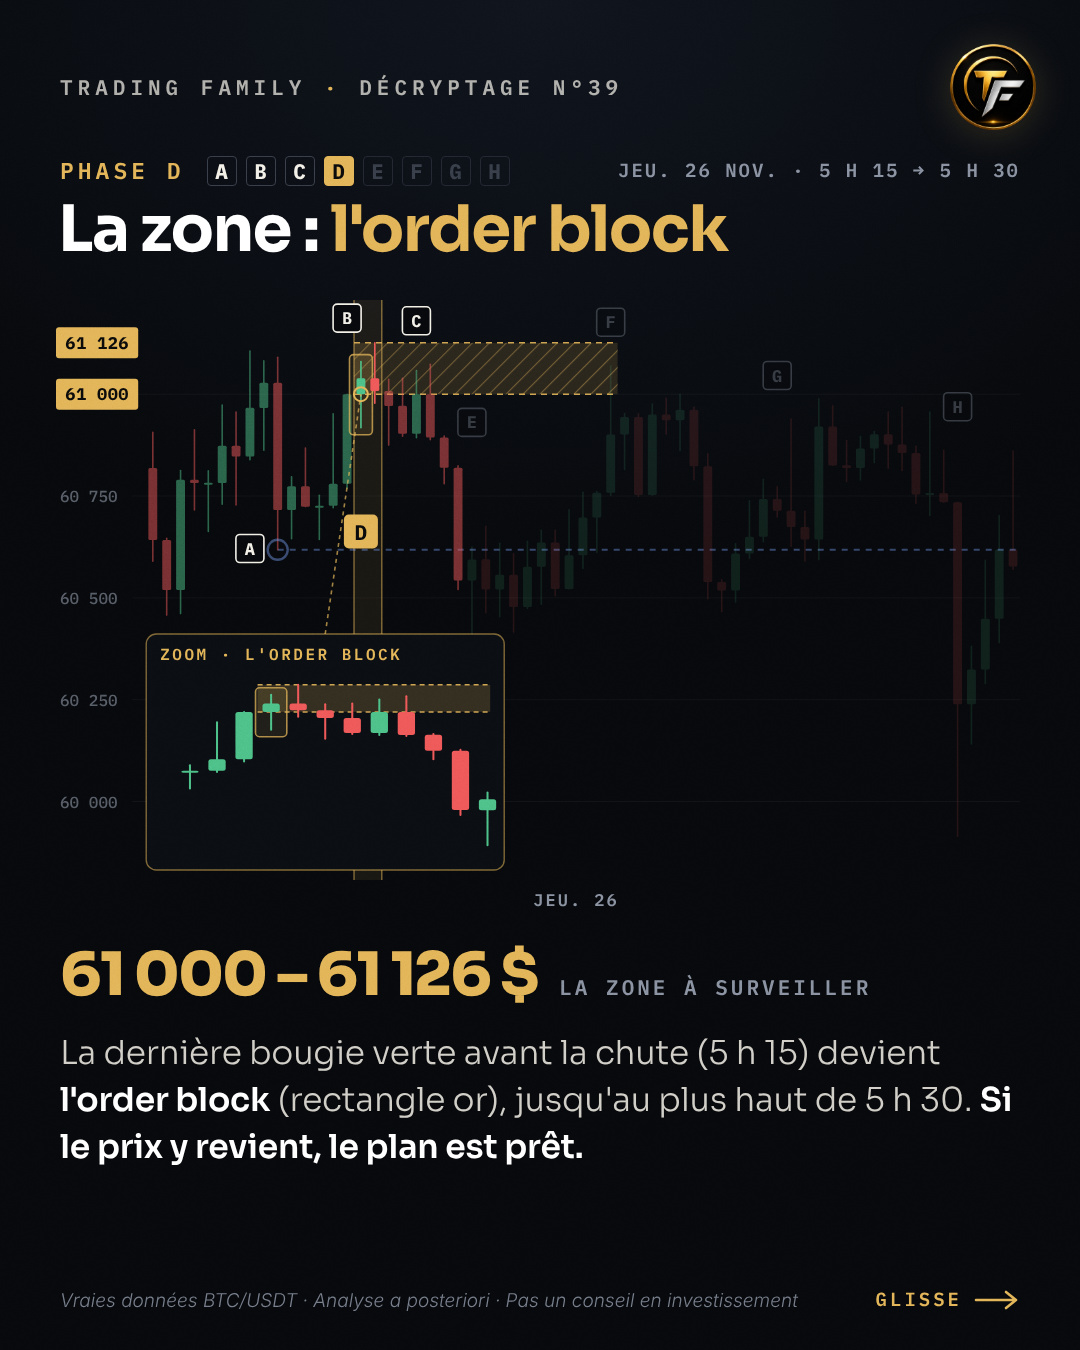 TRADING FAMILY · DÉCRYPTAGE N°39
TF
PHASE D A B C D E F G H
JEU. 26 NOV. · 5 H 15 → 5 H 30
La zone : l'order block
B
C
F
61 126
61 000
G
H
E
60 750
D
A
60 500
ZOOM · L'ORDER BLOCK
60 250
60 000
JEU. 26
61 000 – 61 126 $ LA ZONE À SURVEILLER
La dernière bougie verte avant la chute (5 h 15) devient
l'order block (rectangle or), jusqu'au plus haut de 5 h 30. Si
le prix y revient, le plan est prêt.
Vraies données BTC/USDT · Analyse a posteriori · Pas un conseil en investissement
GLISSE →